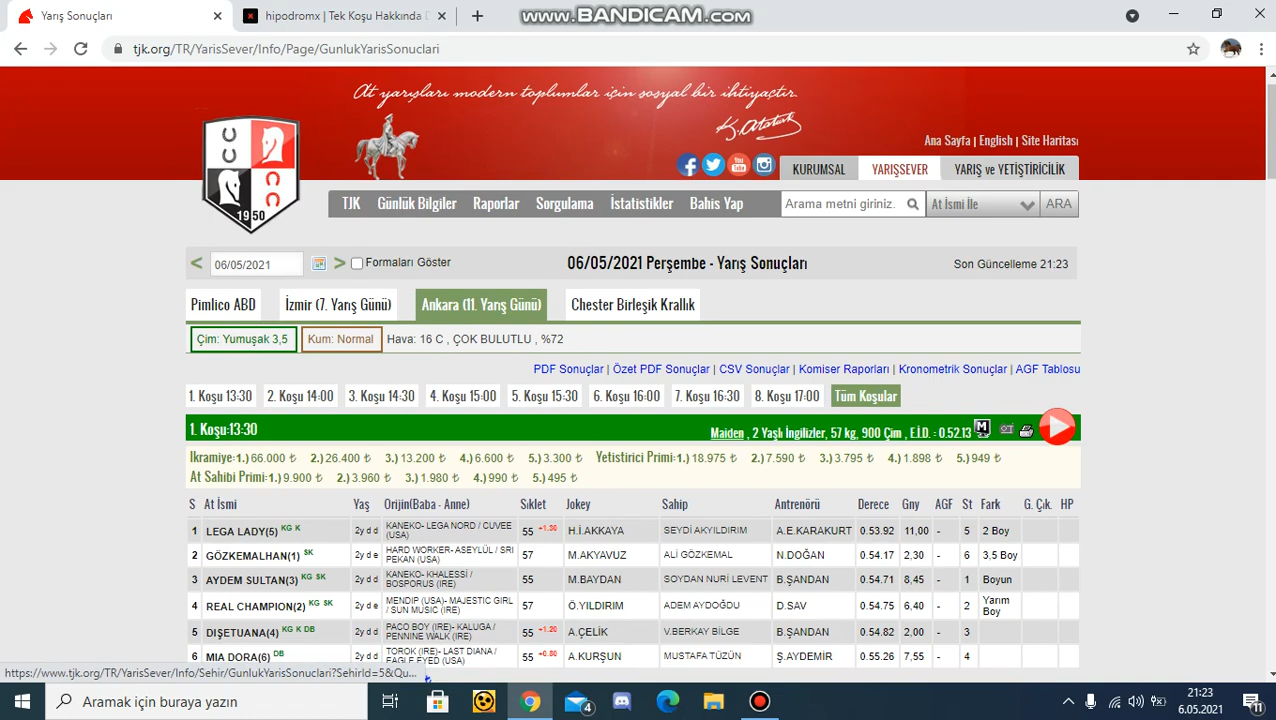 Yarış Sonuçları
hipodromx | Tek Koşu Hakkında D
www.BANDICAM.com
tjk.org/TR/YarisSever/Info/Page/GunlukYarisSonuclari
At yarışları modern toplumlar için sosyal bir ihtiyaçtır.
K. Atatürk
Ana Sayfa | English | Site Haritası
KURUMSAL YARIŞSEVER YARIŞ ve YETİŞTİRİCİLİK
1950
TJK Günlük Bilgiler Raporlar Sorgulama İstatistikler Bahis Yap Arama metni giriniz. At İsmi İle ARA
< 06/05/2021 > Formaları Göster 06/05/2021 Perşembe - Yarış Sonuçları Son Güncelleme 21:23
Pimlico ABD İzmir (7. Yarış Günü) Ankara (11. Yarış Günü) Chester Birleşik Krallık
Çim: Yumuşak 3,5 Kum: Normal Hava: 16 C , ÇOK BULUTLU , %72
PDF Sonuçlar | Özet PDF Sonuçlar | CSV Sonuçlar | Komiser Raporları | Kronometrik Sonuçlar | AGF Tablosu
1. Koşu 13:30 2. Koşu 14:00 3. Koşu 14:30 4. Koşu 15:00 5. Koşu 15:30 6. Koşu 16:00 7. Koşu 16:30 8. Koşu 17:00 Tüm Koşular
1. Koşu:13:30 Maiden , 2 Yaşlı İngilizler, 57 kg, 900 Çim , E.İ.D. : 0.52.13 M
Ikramiye:1.) 66.000 ₺ 2.) 26.400 ₺ 3.) 13.200 ₺ 4.) 6.600 ₺ 5.) 3.300 ₺ Yetistirici Primi:1.) 18.975 ₺ 2.) 7.590 ₺ 3.) 3.795 ₺ 4.) 1.898 ₺ 5.) 949 ₺
At Sahibi Primi:1.) 9.900 ₺ 2.) 3.960 ₺ 3.) 1.980 ₺ 4.) 990 ₺ 5.) 495 ₺
S At İsmi Yaş Orijin(Baba - Anne) Sıklet Jokey Sahip Antrenörü Derece Gny AGF St Fark G. Çık. HP
1 LEGA LADY(5) KG K 2y d d KANEKO- LEGA NORD / CUVEE (USA) 55 +1.30 H.İ.AKKAYA SEYDİ AKYILDIRIM A.E.KARAKURT 0.53.92 11,00 - 5 2 Boy
2 GÖZKEMALHAN(1) SK 2y d e HARD WORKER- ASEYLÜL / SRI PEKAN (USA) 57 M.AKYAVUZ ALİ GÖZKEMAL N.DOĞAN 0.54.17 2,30 - 6 3,5 Boy
3 AYDEM SULTAN(3) KG SK 2y d d KANEKO- KHALESSİ / BOSPORUS (IRE) 55 M.BAYDAN SOYDAN NURİ LEVENT B.ŞANDAN 0.54.71 8,45 - 1 Boyun
4 REAL CHAMPION(2) KG SK 2y d e MENDIP (USA)- MAJESTIC GIRL / SUN MUSIC (IRE) 57 Ö.YILDIRIM ADEM AYDOĞDU D.SAV 0.54.75 6,40 - 2 Yarım Boy
5 DIŞETUANA(4) KG K DB 2y d d PACO BOY (IRE)- KALUGA / PENNINE WALK (IRE) 55 +1.20 A.ÇELİK V.BERKAY BİLGE B.ŞANDAN 0.54.82 2,00 - 3
6 MIA DORA(6) DB 2y d d TOROK (IRE)- LAST DIANA / EAGLE EYED (USA) 55 +0.80 A.KURŞUN MUSTAFA TÜZÜN Ş.AYDEMİR 0.55.26 7,55 - 4
https://www.tjk.org/TR/YarisSever/Info/Sehir/GunlukYarisSonuclari?SehirId=5&Qu...
Aramak için buraya yazın 4 21:23
6.05.2021 11